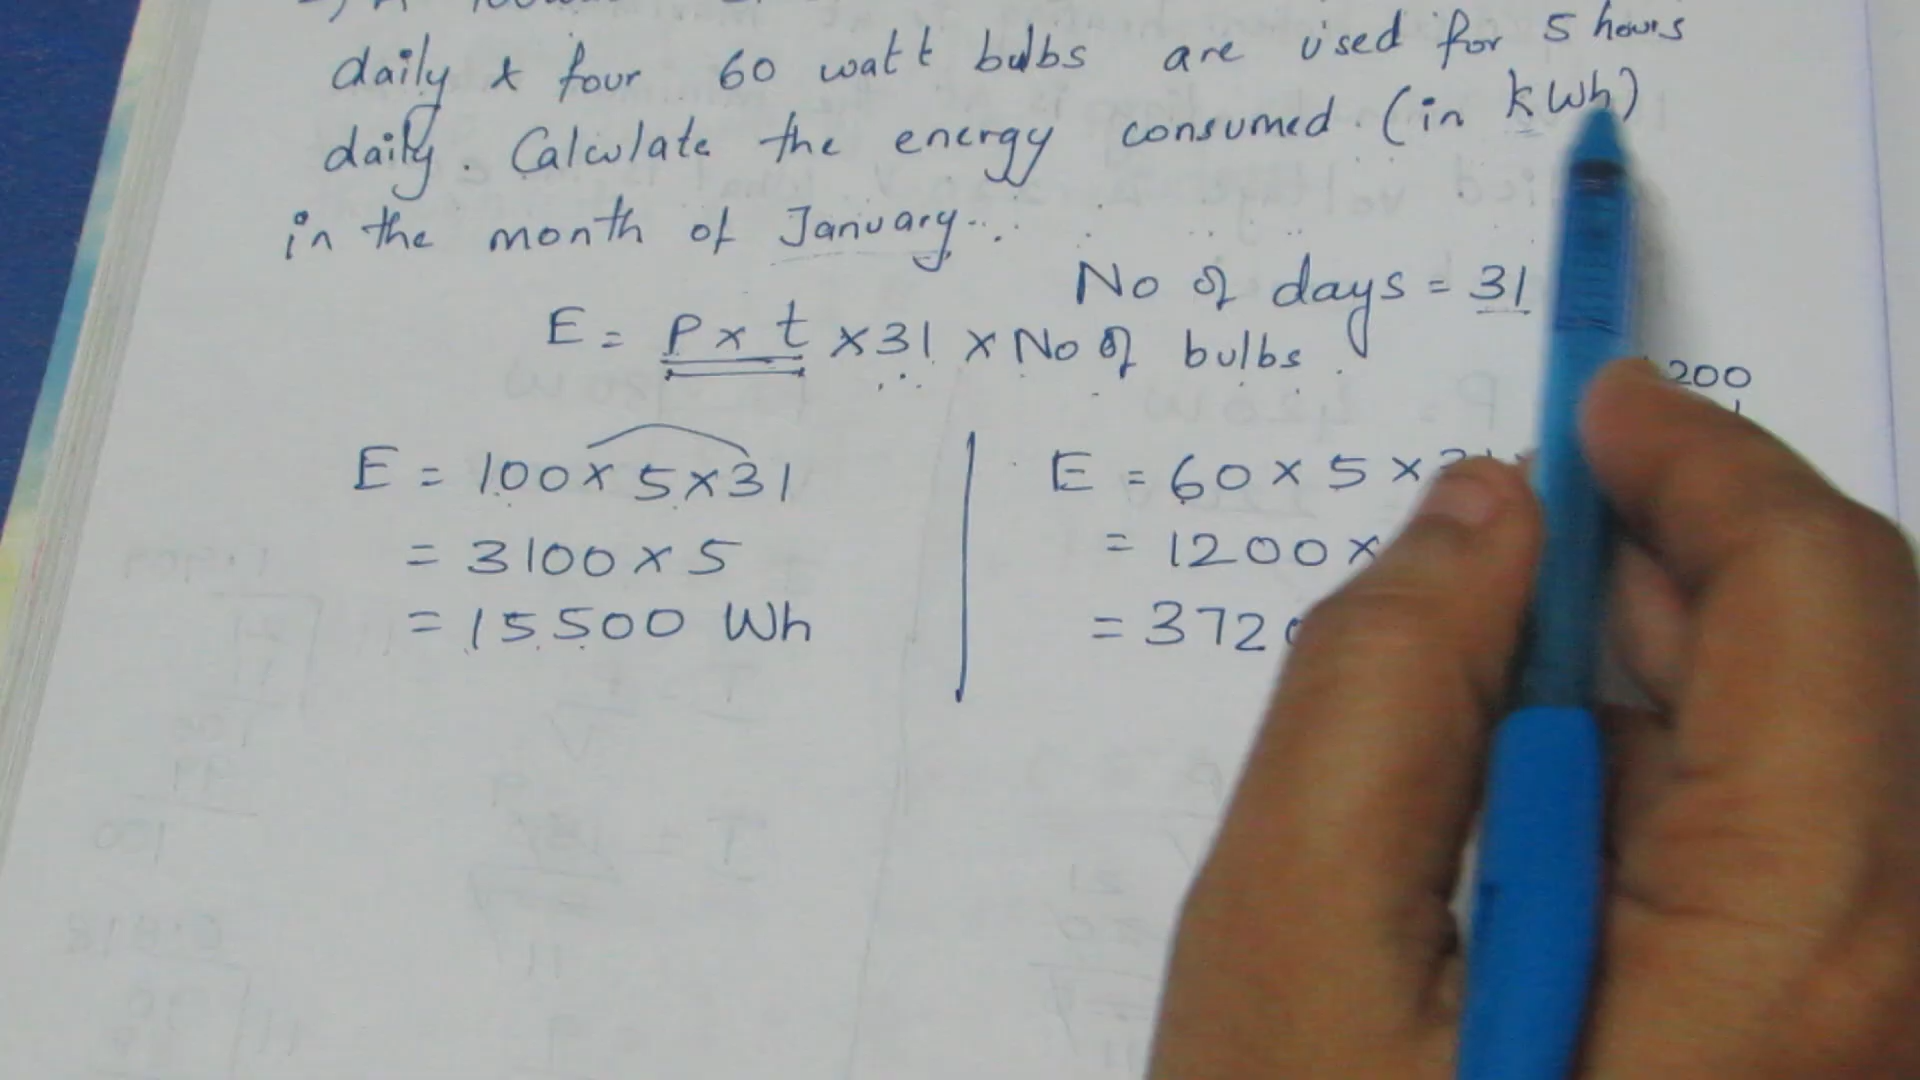 daily & four 60 watt bulbs are used for 5 hours
daily. Calculate the energy consumed. (in kWh)
in the month of January...
No of days = 31
E = P x t x 31 x No of bulbs
200
E = 100 x 5 x 31
= 3100 x 5
= 15500 Wh
E = 60 x 5 x
= 1200 x
= 372